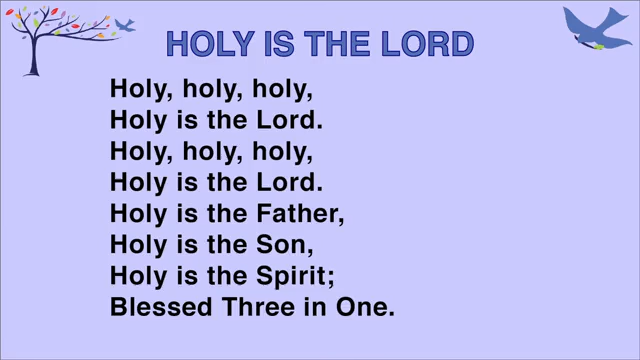 HOLY IS THE LORD
Holy, holy, holy,
Holy is the Lord.
Holy, holy, holy,
Holy is the Lord.
Holy is the Father,
Holy is the Son,
Holy is the Spirit;
Blessed Three in One.